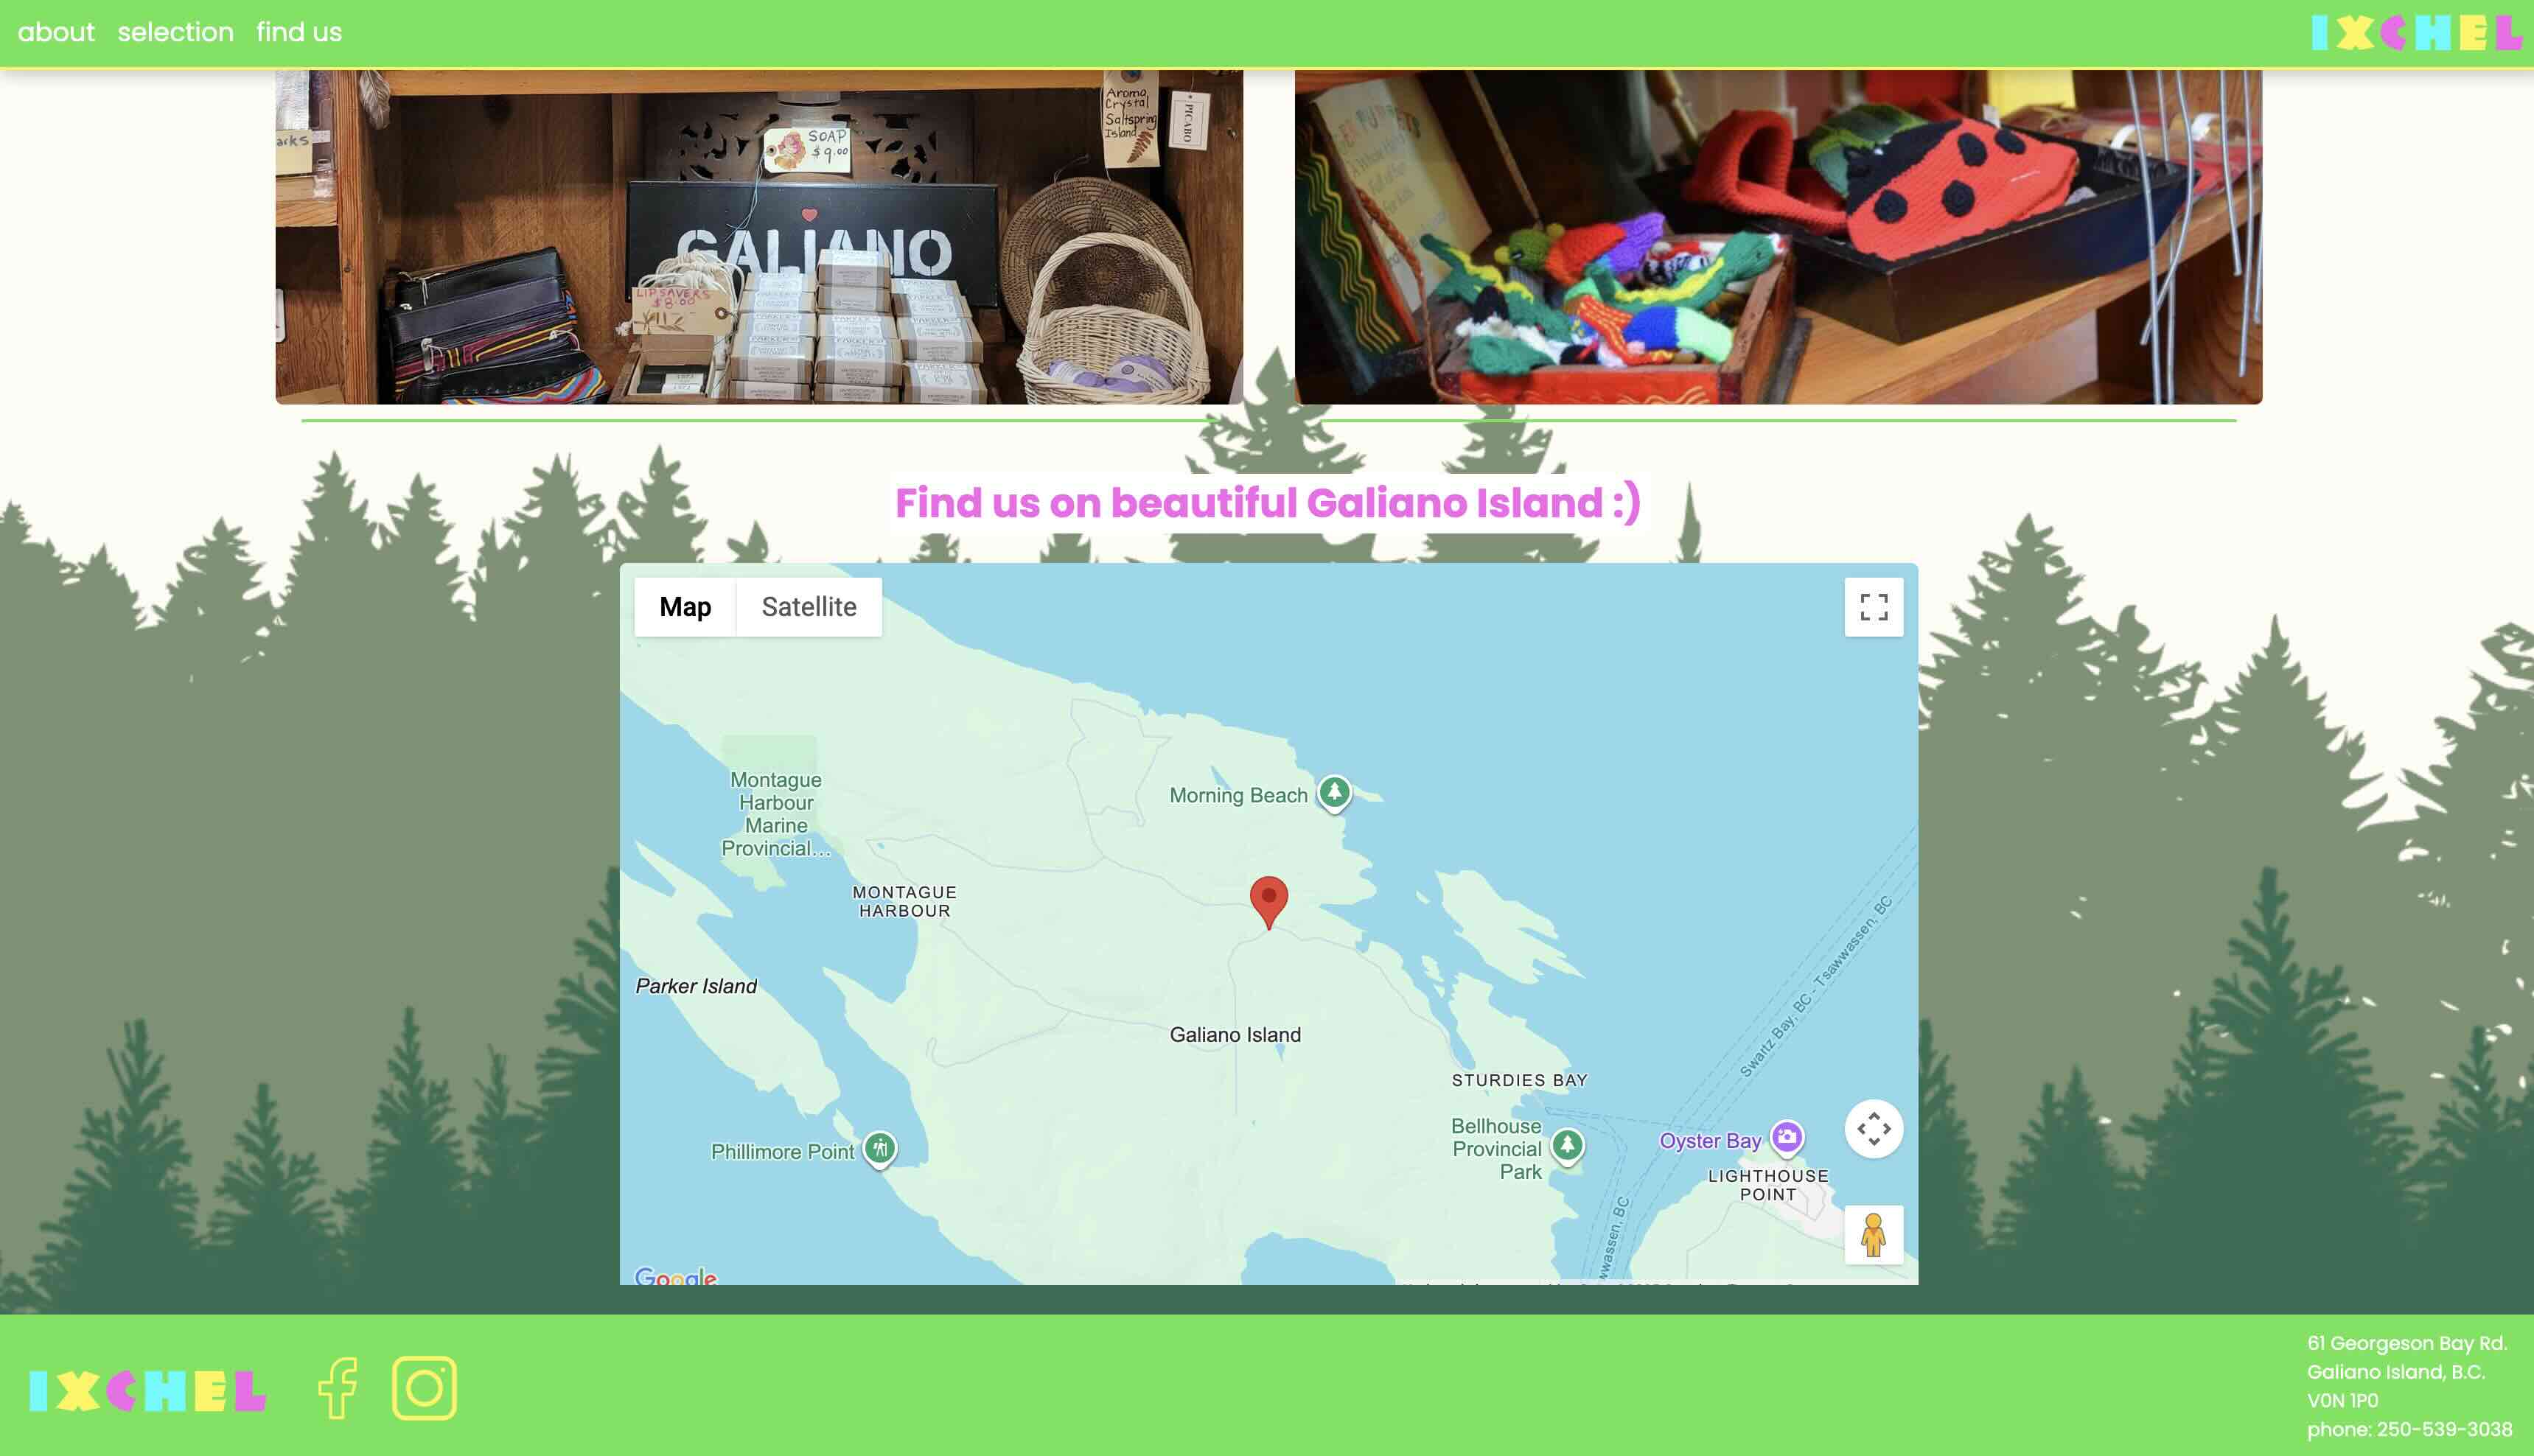 about selection find us
IXCHEL
arks
SOAP
$9.00
Aroma
Crystal
Saltspring
Island
PICABO
GALIANO
LIPSAVERS
$8.00
Find us on beautiful Galiano Island :)
Map Satellite
Morning Beach
Montague
Harbour
Marine
Provincial...
MONTAGUE
HARBOUR
Parker Island
Galiano Island
Swartz Bay, BC - Tsawwassen, BC
STURDIES BAY
Bellhouse
Provincial
Park
Phillimore Point
Oyster Bay
LIGHTHOUSE
POINT
wwassen, BC
Google
IXCHEL
61 Georgeson Bay Rd.
Galiano Island, B.C.
V0N 1P0
phone: 250-539-3038